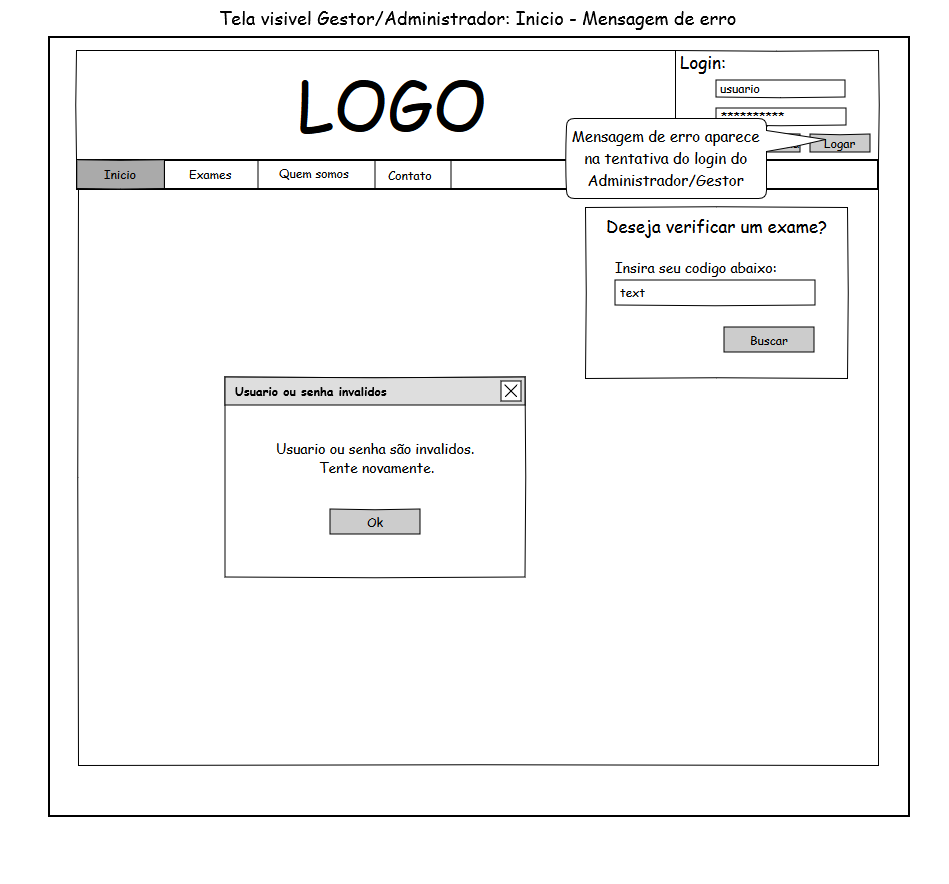 Tela visivel Gestor/Administrador: Inicio - Mensagem de erro
LOGO
Login:
usuario
**********
Logar
Mensagem de erro aparece
na tentativa do login do
Administrador/Gestor
Inicio
Exames
Quem somos
Contato
Deseja verificar um exame?
Insira seu codigo abaixo:
text
Buscar
Usuario ou senha invalidos
Usuario ou senha são invalidos.
Tente novamente.
Ok